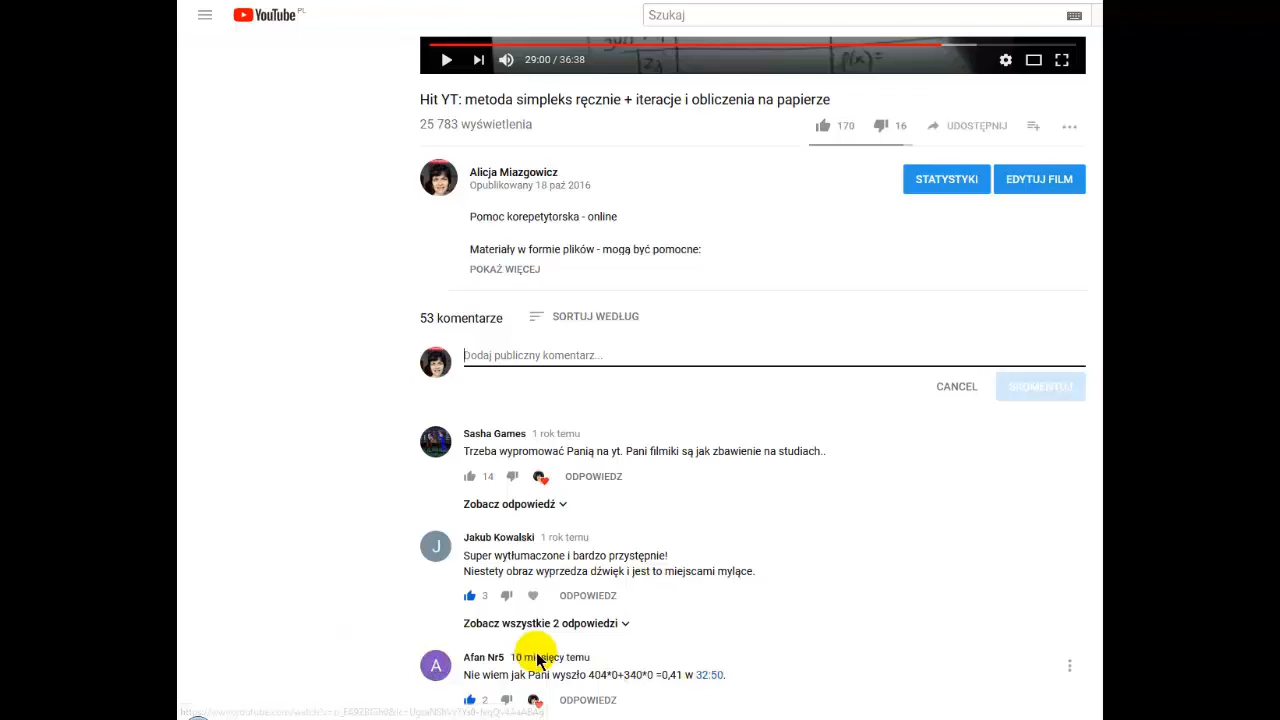 YouTube PL
Szukaj
29:00 / 36:38
f(x)=
Hit YT: metoda simpleks ręcznie + iteracje i obliczenia na papierze
25 783 wyświetlenia
170
16
UDOSTĘPNIJ
Alicja Miazgowicz
Opublikowany 18 paź 2016
STATYSTYKI
EDYTUJ FILM
Pomoc korepetytorska - online
Materiały w formie plików - mogą być pomocne:
POKAŻ WIĘCEJ
53 komentarze
SORTUJ WEDŁUG
Dodaj publiczny komentarz...
CANCEL
SKOMENTUJ
Sasha Games 1 rok temu
Trzeba wypromować Panią na yt. Pani filmiki są jak zbawienie na studiach..
14
ODPOWIEDZ
Zobacz odpowiedź
J
Jakub Kowalski 1 rok temu
Super wytłumaczone i bardzo przystępnie!
Niestety obraz wyprzedza dźwięk i jest to miejscami mylące.
3
ODPOWIEDZ
Zobacz wszystkie 2 odpowiedzi
A
Afan Nr5 10 miesięcy temu
Nie wiem jak Pani wyszło 404*0+340*0 =0,41 w 32:50.
2
ODPOWIEDZ